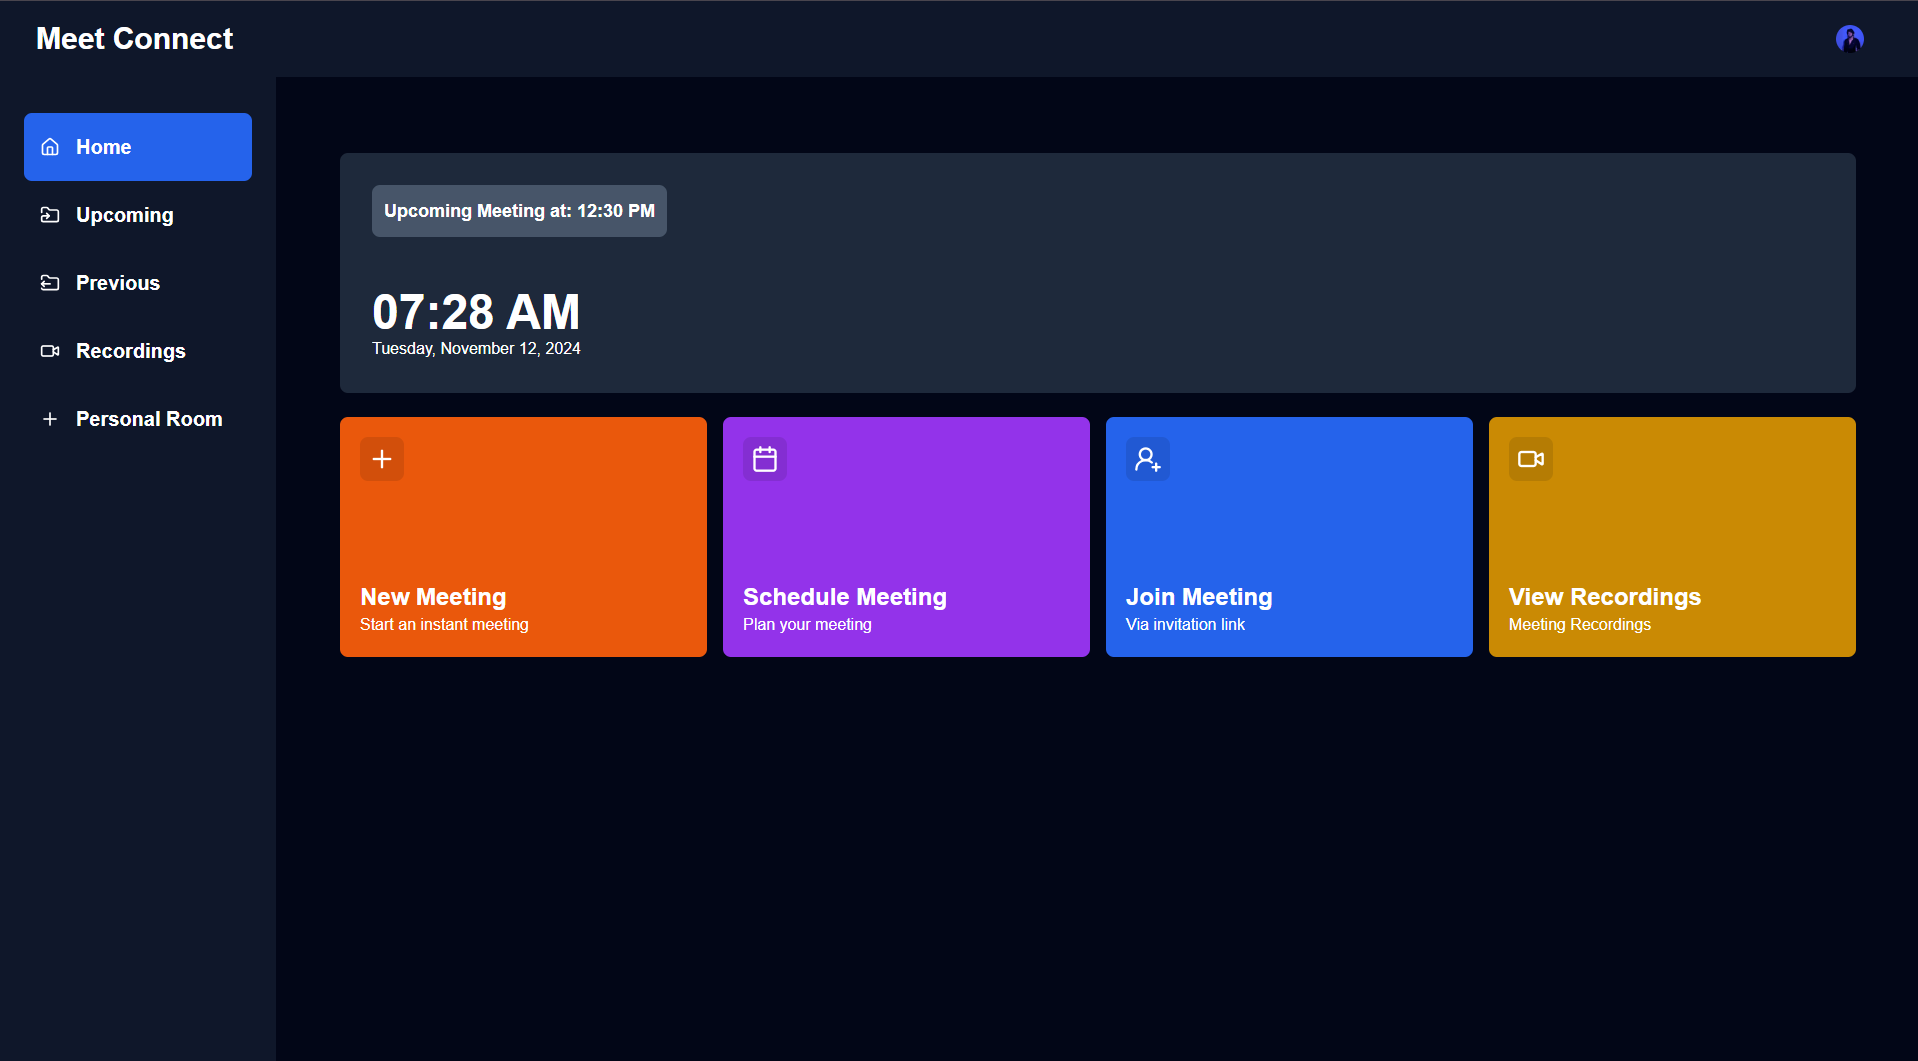 Meet Connect
Home
Upcoming
Previous
Recordings
Personal Room
Upcoming Meeting at: 12:30 PM
07:28 AM
Tuesday, November 12, 2024
New Meeting
Start an instant meeting
Schedule Meeting
Plan your meeting
Join Meeting
Via invitation link
View Recordings
Meeting Recordings